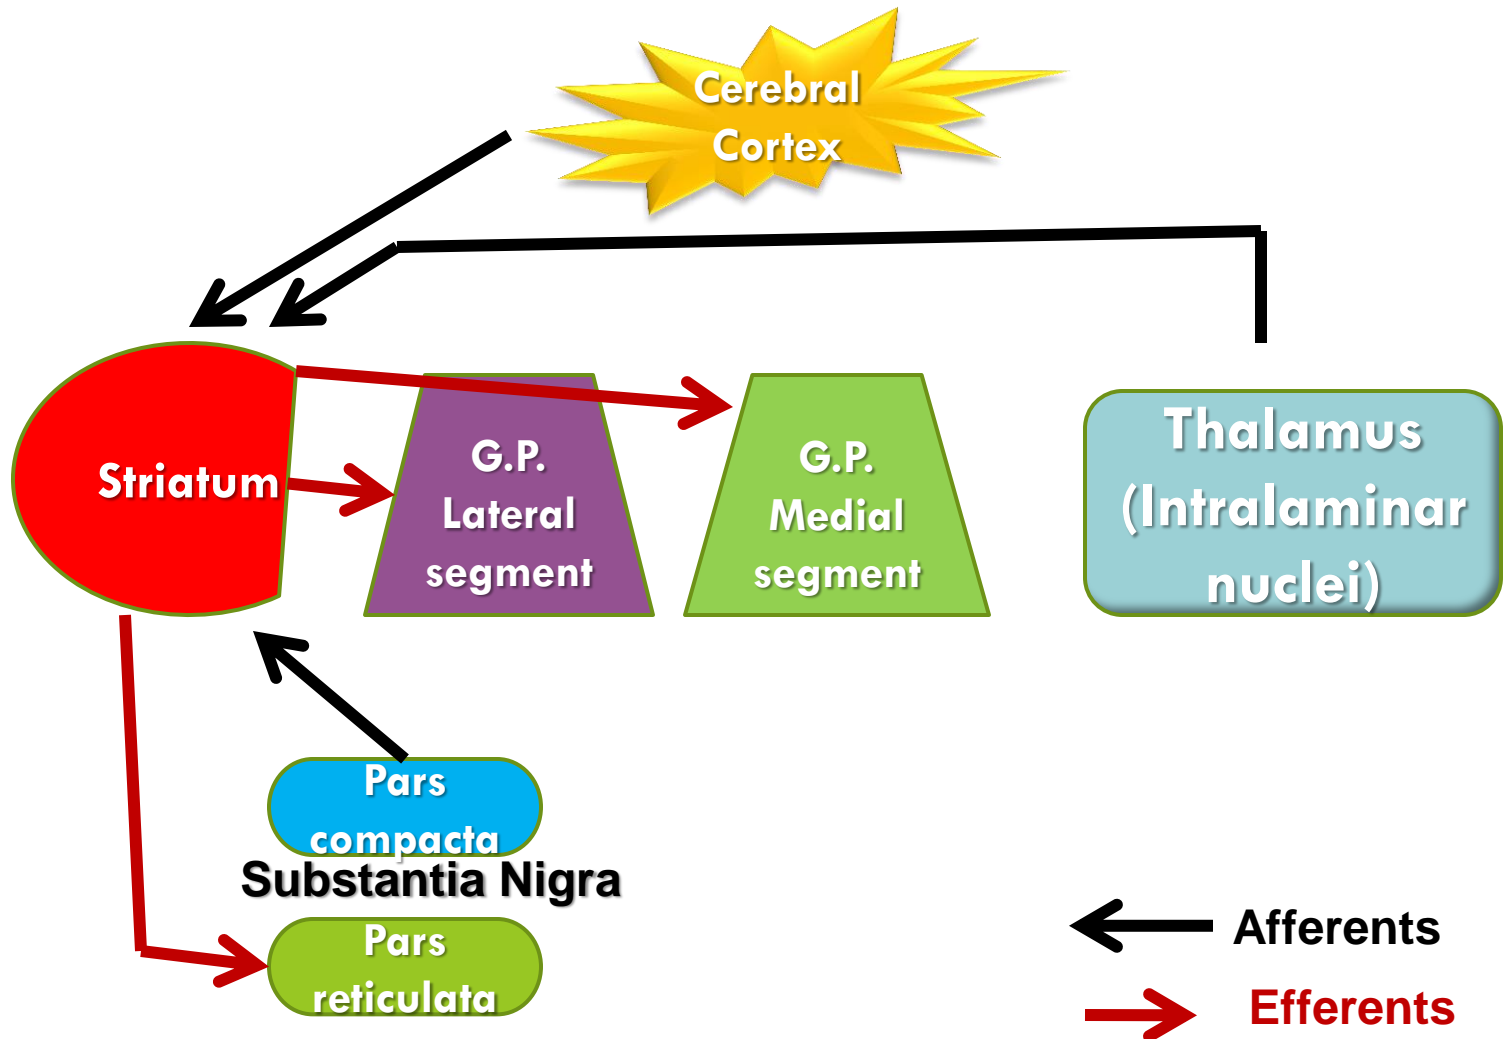 Cerebral
Cortex
Striatum
G.P.
Lateral
segment
G.P.
Medial
segment
Thalamus
(Intralaminar
nuclei)
Pars
compacta
Substantia Nigra
Pars
reticulata
Afferents
Efferents